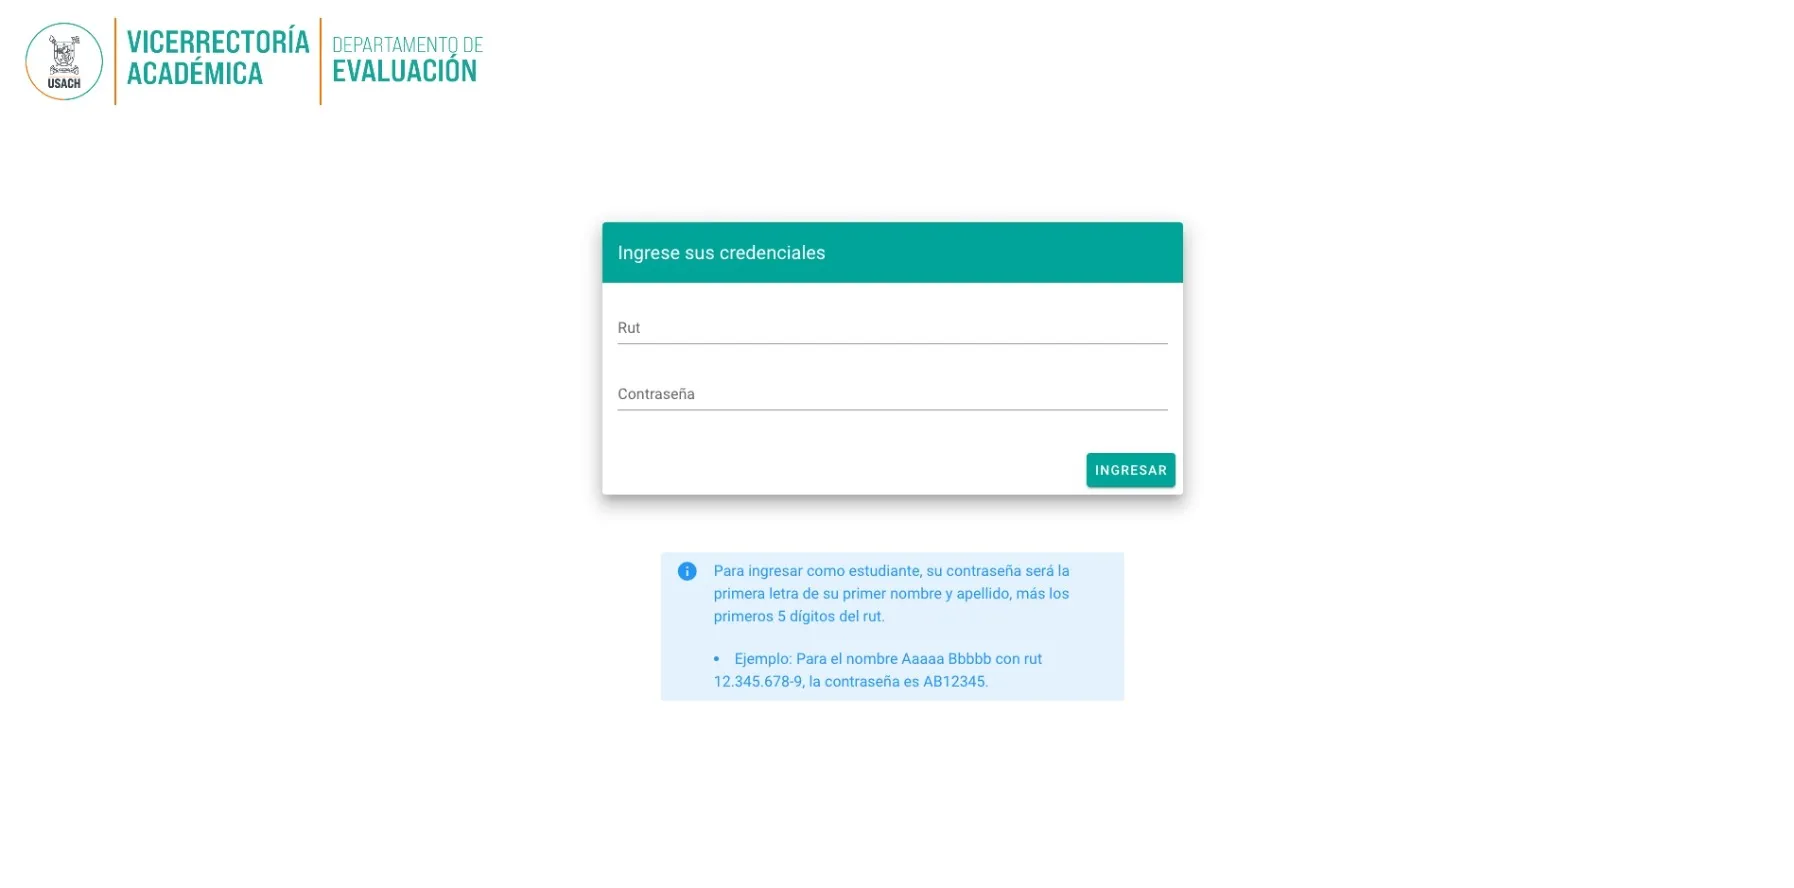 USACH
VICERRECTORÍA
ACADÉMICA
DEPARTAMENTO DE
EVALUACIÓN
Ingrese sus credenciales
Rut
Contraseña
INGRESAR
Para ingresar como estudiante, su contraseña será la
primera letra de su primer nombre y apellido, más los
primeros 5 dígitos del rut.
• Ejemplo: Para el nombre Aaaaa Bbbbb con rut
12.345.678-9, la contraseña es AB12345.